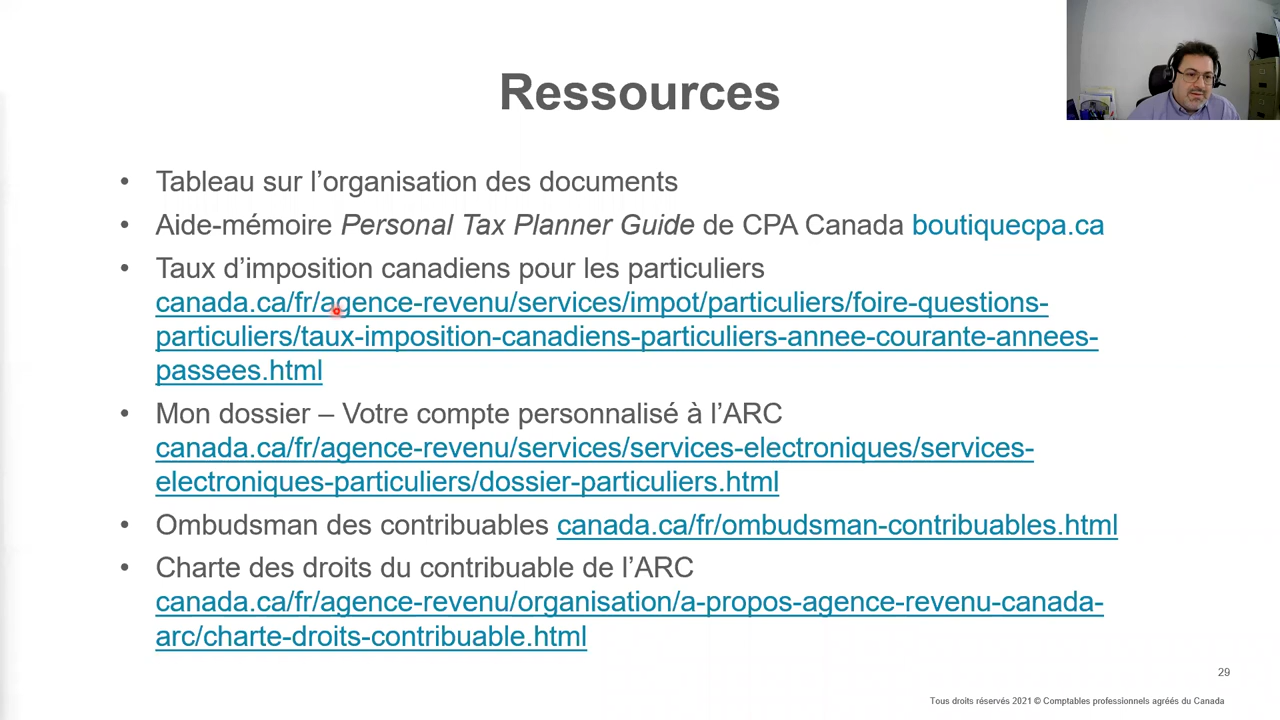 Ressources
• Tableau sur l’organisation des documents
• Aide-mémoire Personal Tax Planner Guide de CPA Canada boutiquecpa.ca
• Taux d’imposition canadiens pour les particuliers
canada.ca/fr/agence-revenu/services/impot/particuliers/foire-questions-
particuliers/taux-imposition-canadiens-particuliers-annee-courante-annees-
passees.html
• Mon dossier – Votre compte personnalisé à l’ARC
canada.ca/fr/agence-revenu/services/services-electroniques/services-
electroniques-particuliers/dossier-particuliers.html
• Ombudsman des contribuables canada.ca/fr/ombudsman-contribuables.html
• Charte des droits du contribuable de l’ARC
canada.ca/fr/agence-revenu/organisation/a-propos-agence-revenu-canada-
arc/charte-droits-contribuable.html
29
Tous droits réservés 2021 © Comptables professionnels agréés du Canada